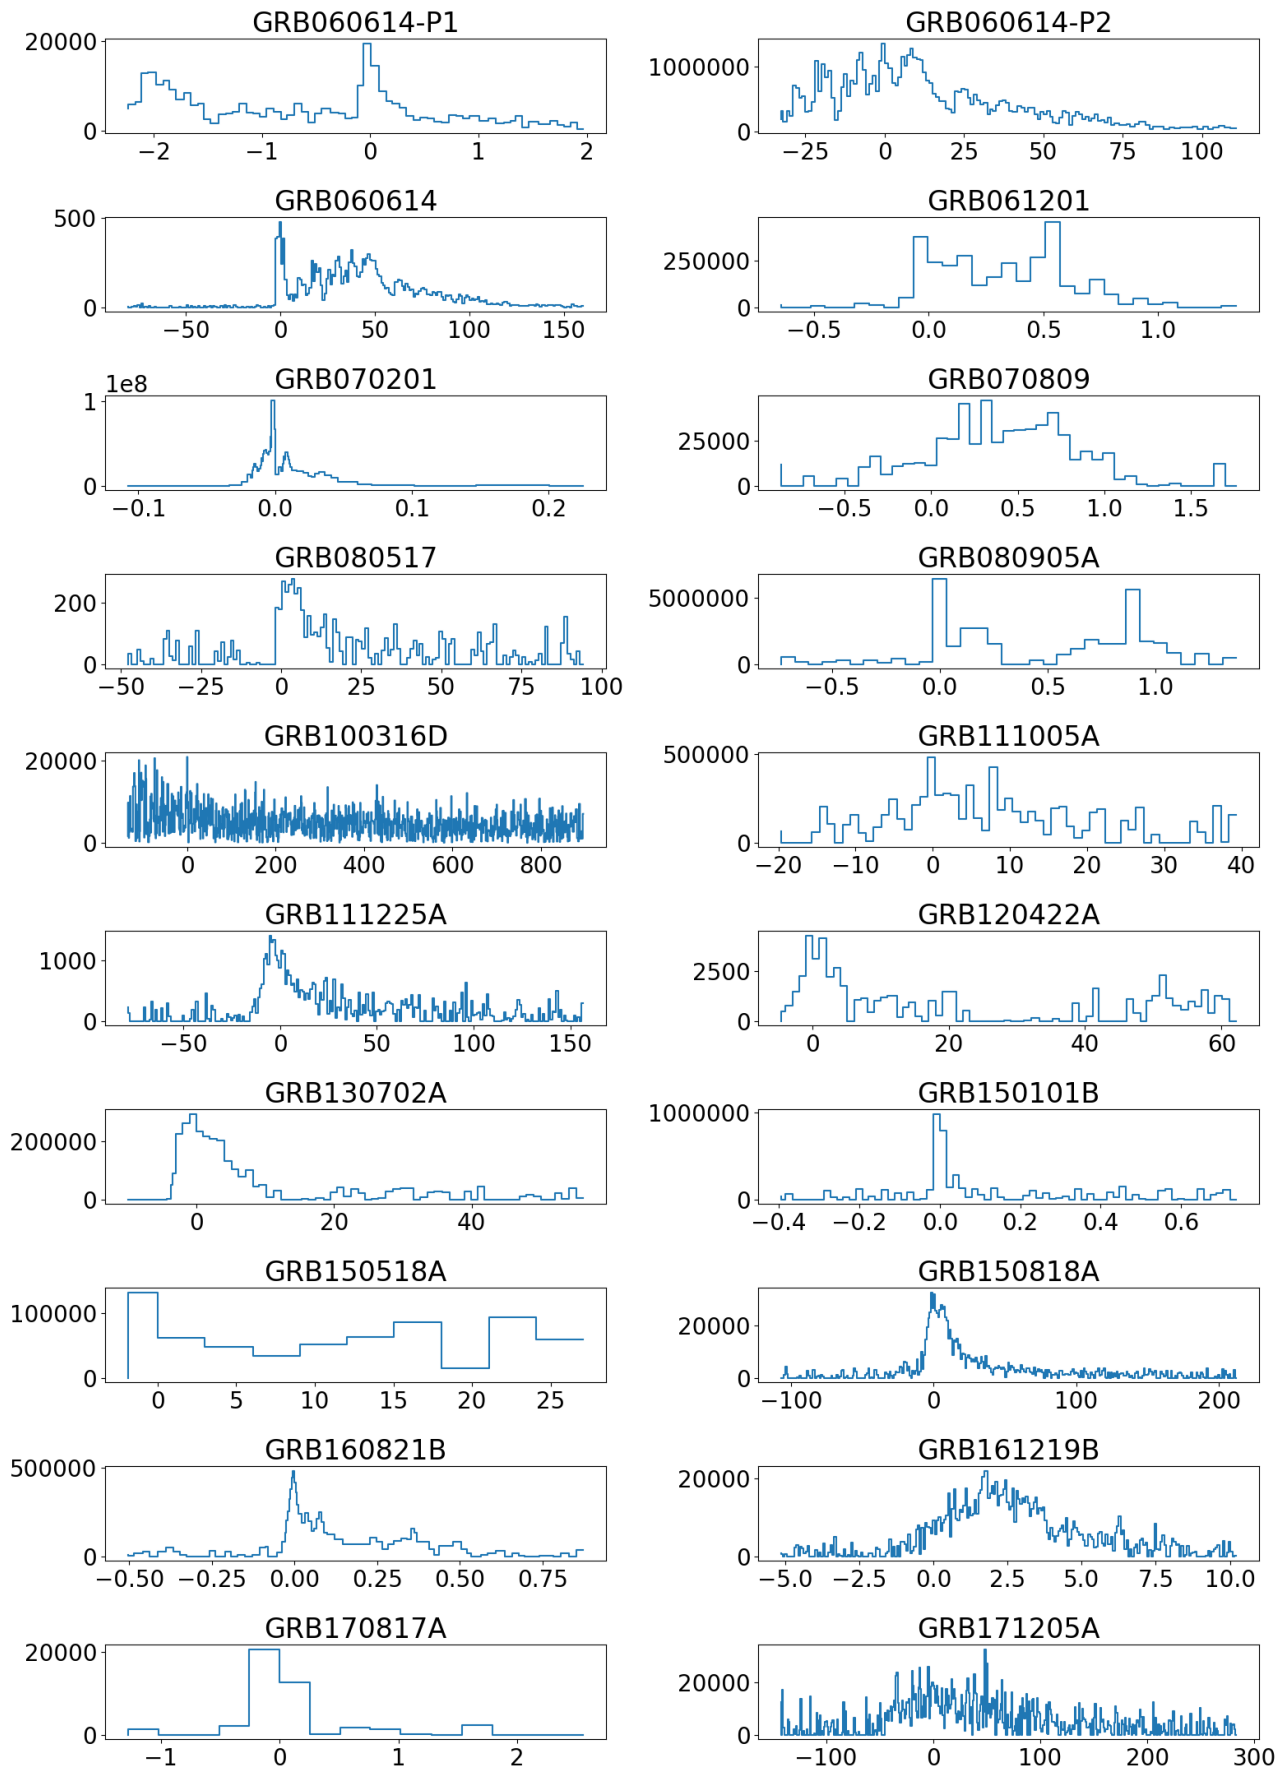 GRB060614-P1
20000
0
−2 −1 0 1 2
GRB060614-P2
1000000
0
−25 0 25 50 75 100
GRB060614
500
0
−50 0 50 100 150
GRB061201
250000
0
−0.5 0.0 0.5 1.0
GRB070201
1e8
1
0
−0.1 0.0 0.1 0.2
GRB070809
25000
0
−0.5 0.0 0.5 1.0 1.5
GRB080517
200
0
−50 −25 0 25 50 75 100
GRB080905A
5000000
0
−0.5 0.0 0.5 1.0
GRB100316D
20000
0
0 200 400 600 800
GRB111005A
500000
0
−20 −10 0 10 20 30 40
GRB111225A
1000
0
−50 0 50 100 150
GRB120422A
2500
0
0 20 40 60
GRB130702A
200000
0
0 20 40
GRB150101B
1000000
0
−0.4 −0.2 0.0 0.2 0.4 0.6
GRB150518A
100000
0
0 5 10 15 20 25
GRB150818A
20000
0
−100 0 100 200
GRB160821B
500000
0
−0.50 −0.25 0.00 0.25 0.50 0.75
GRB161219B
20000
0
−5.0 −2.5 0.0 2.5 5.0 7.5 10.0
GRB170817A
20000
0
−1 0 1 2
GRB171205A
20000
0
−100 0 100 200 300